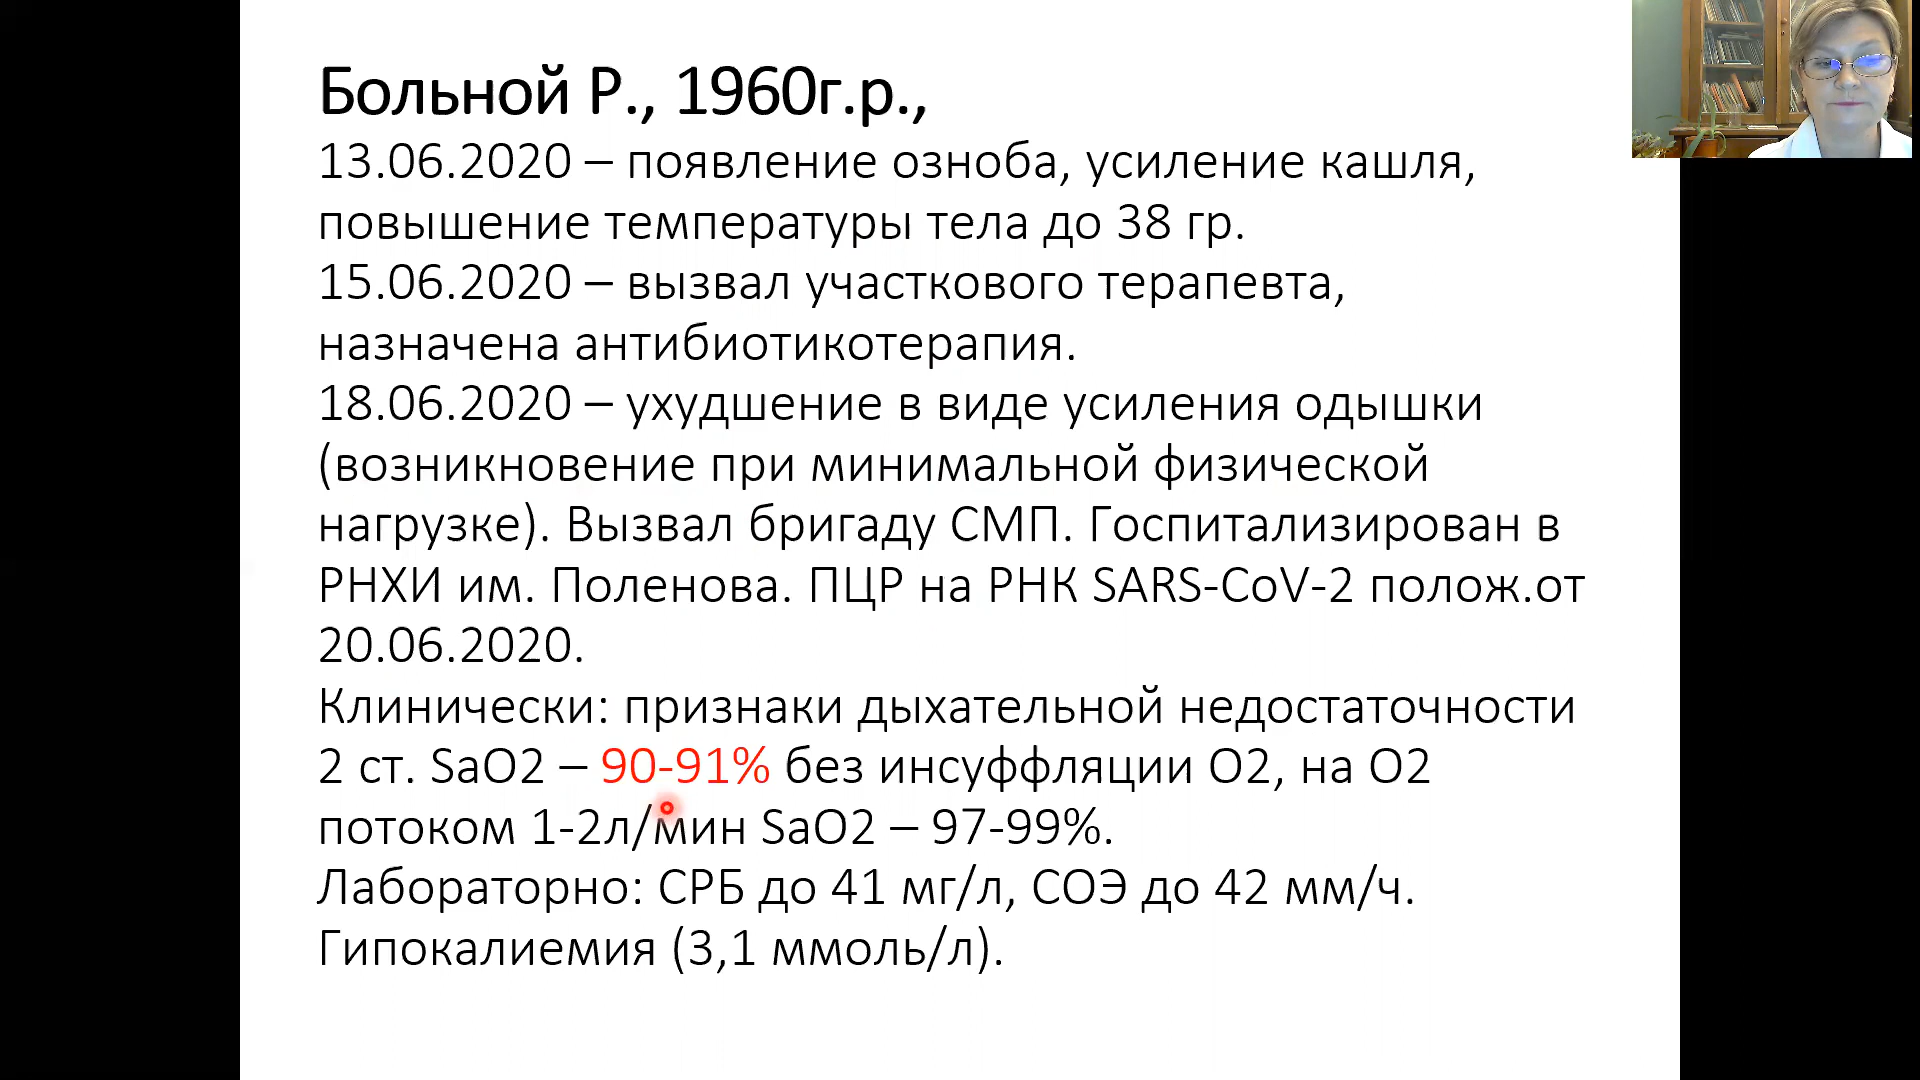 Больной Р., 1960г.р.,
13.06.2020 – появление озноба, усиление кашля,
повышение температуры тела до 38 гр.
15.06.2020 – вызвал участкового терапевта,
назначена антибиотикотерапия.
18.06.2020 – ухудшение в виде усиления одышки
(возникновение при минимальной физической
нагрузке). Вызвал бригаду СМП. Госпитализирован в
РНХИ им. Поленова. ПЦР на РНК SARS-CoV-2 полож.от
20.06.2020.
Клинически: признаки дыхательной недостаточности
2 ст. SaO2 – 90-91% без инсуффляции О2, на О2
потоком 1-2л/мин SaO2 – 97-99%.
Лабораторно: СРБ до 41 мг/л, СОЭ до 42 мм/ч.
Гипокалиемия (3,1 ммоль/л).